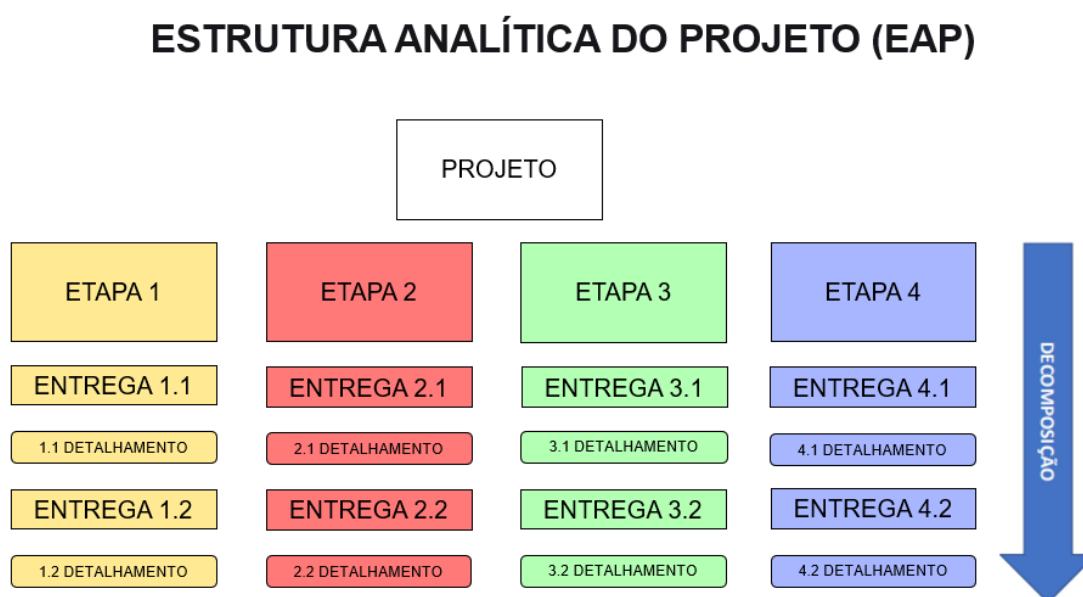 ESTRUTURA ANALÍTICA DO PROJETO (EAP)
PROJETO
ETAPA 1
ETAPA 2
ETAPA 3
ETAPA 4
ENTREGA 1.1
ENTREGA 2.1
ENTREGA 3.1
ENTREGA 4.1
1.1 DETALHAMENTO
2.1 DETALHAMENTO
3.1 DETALHAMENTO
4.1 DETALHAMENTO
ENTREGA 1.2
ENTREGA 2.2
ENTREGA 3.2
ENTREGA 4.2
1.2 DETALHAMENTO
2.2 DETALHAMENTO
3.2 DETALHAMENTO
4.2 DETALHAMENTO
DECOMPOSIÇÃO